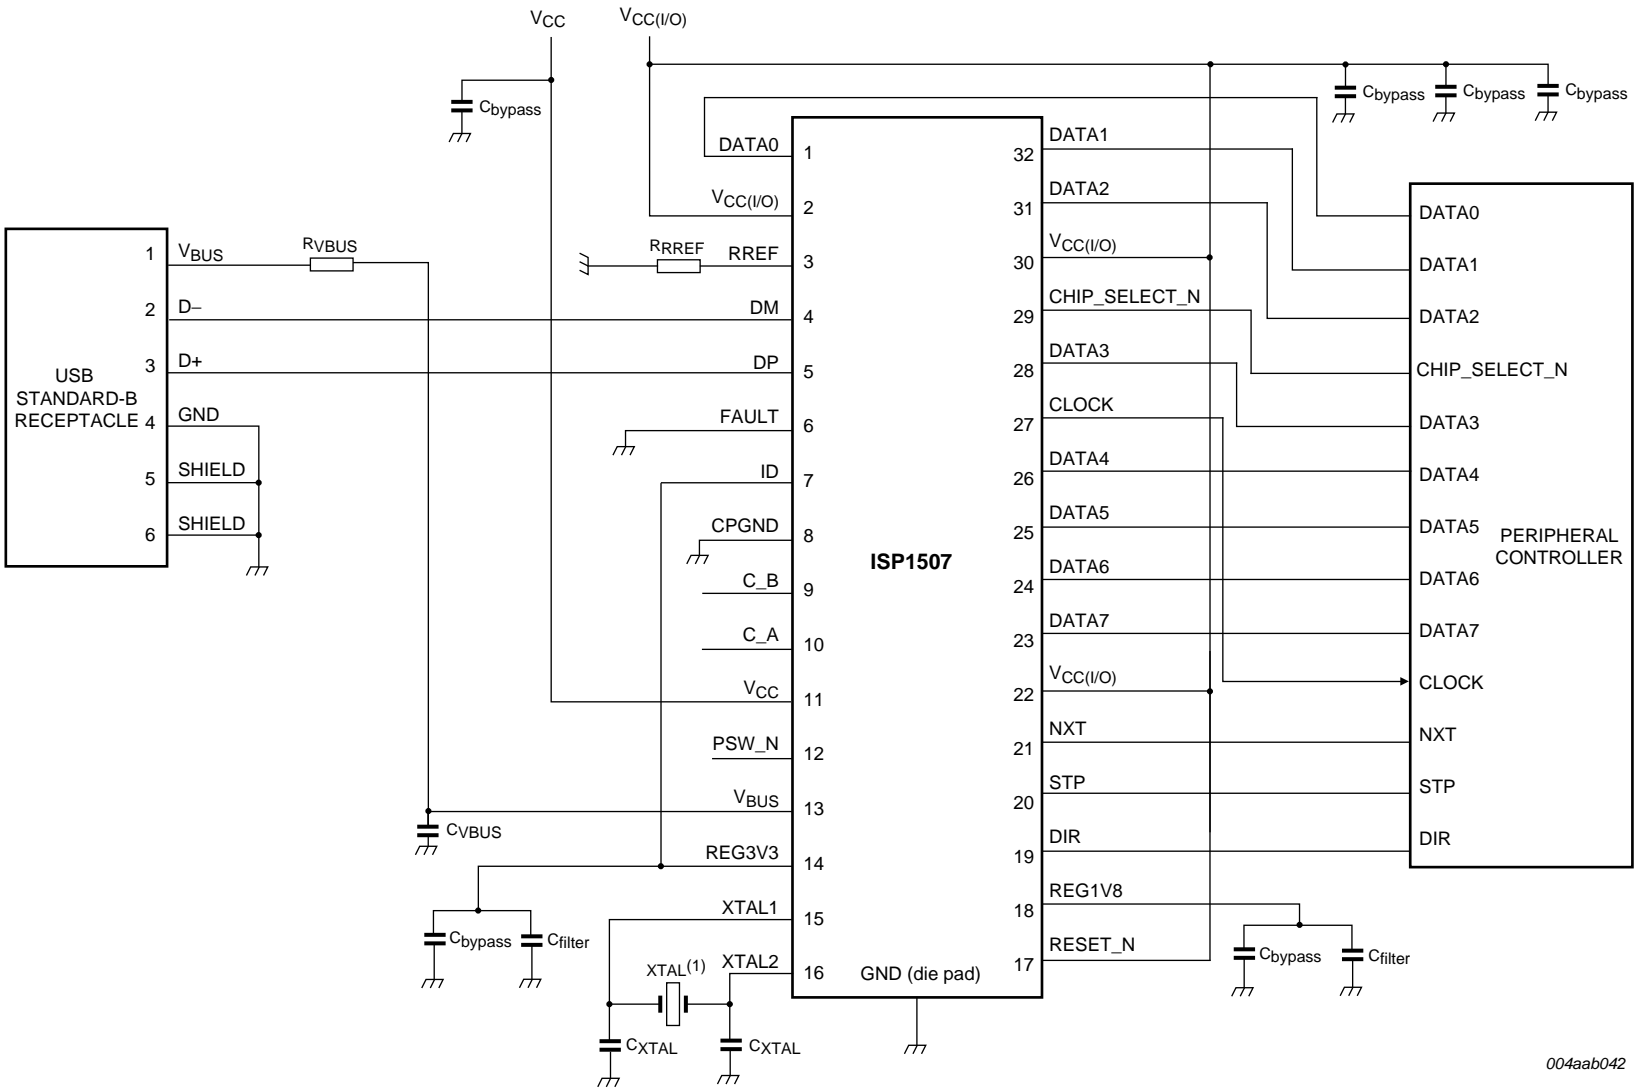 VCC
VCC(I/O)
Cbypass
Cbypass
Cbypass
Cbypass
USB
STANDARD-B
RECEPTACLE
1
VBUS
RVBUS
2
D−
3
D+
4
GND
5
SHIELD
6
SHIELD
CVBUS
RRREF
DATA0
1
VCC(I/O)
2
RREF
3
DM
4
DP
5
FAULT
6
ID
7
CPGND
8
C_B
9
C_A
10
VCC
11
PSW_N
12
VBUS
13
REG3V3
14
XTAL1
15
XTAL2
16
Cbypass
Cfilter
XTAL(1)
CXTAL
CXTAL
ISP1507
GND (die pad)
DATA1
32
DATA2
31
VCC(I/O)
30
CHIP_SELECT_N
29
DATA3
28
CLOCK
27
DATA4
26
DATA5
25
DATA6
24
DATA7
23
VCC(I/O)
22
NXT
21
STP
20
DIR
19
REG1V8
18
RESET_N
17
Cbypass
Cfilter
DATA0
DATA1
DATA2
CHIP_SELECT_N
DATA3
DATA4
DATA5
PERIPHERAL
CONTROLLER
DATA6
DATA7
CLOCK
NXT
STP
DIR
004aab042